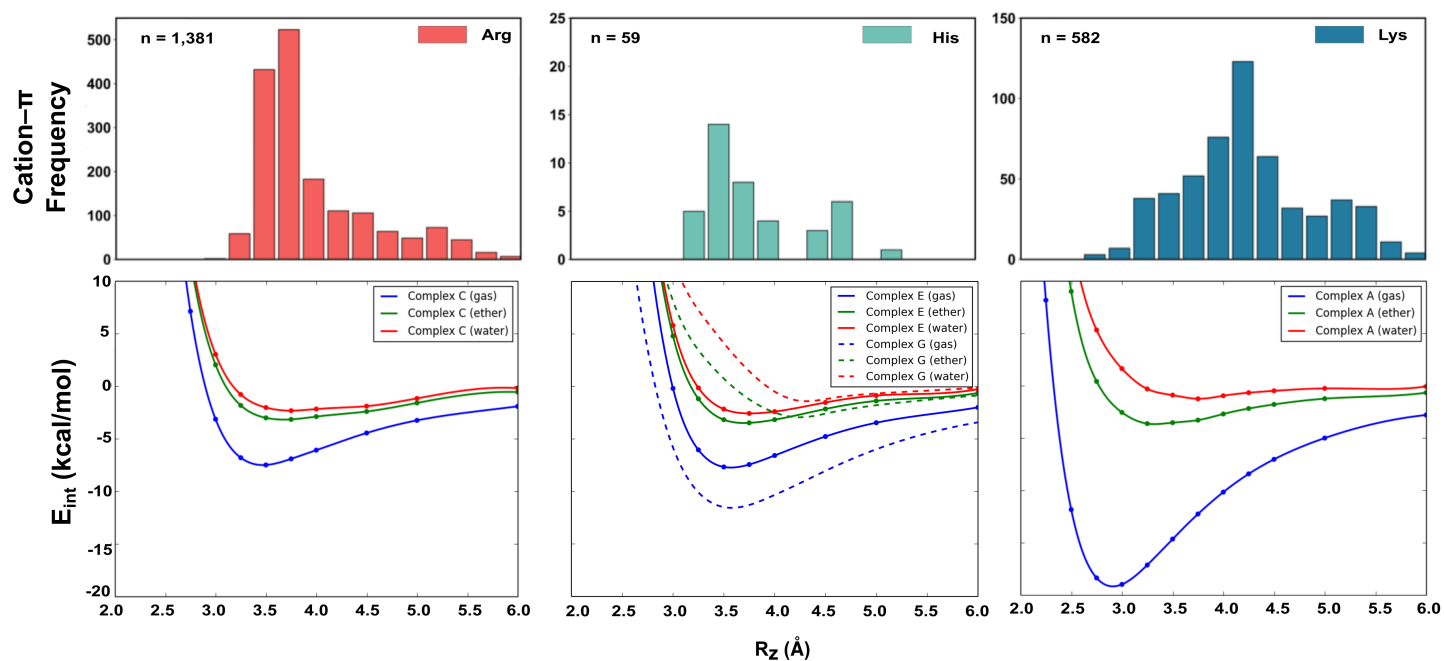 n = 1,381
Arg
n = 59
His
n = 582
Lys
Cation–π
Frequency
500
400
300
200
100
0
25
20
15
10
5
0
150
100
50
0
Complex C (gas)
Complex C (ether)
Complex C (water)
Complex E (gas)
Complex E (ether)
Complex E (water)
Complex G (gas)
Complex G (ether)
Complex G (water)
Complex A (gas)
Complex A (ether)
Complex A (water)
Eint (kcal/mol)
10
5
0
-5
-10
-15
-20
2.0 2.5 3.0 3.5 4.0 4.5 5.0 5.5 6.0
2.0 2.5 3.0 3.5 4.0 4.5 5.0 5.5 6.0
2.0 2.5 3.0 3.5 4.0 4.5 5.0 5.5 6.0
RZ (Å)